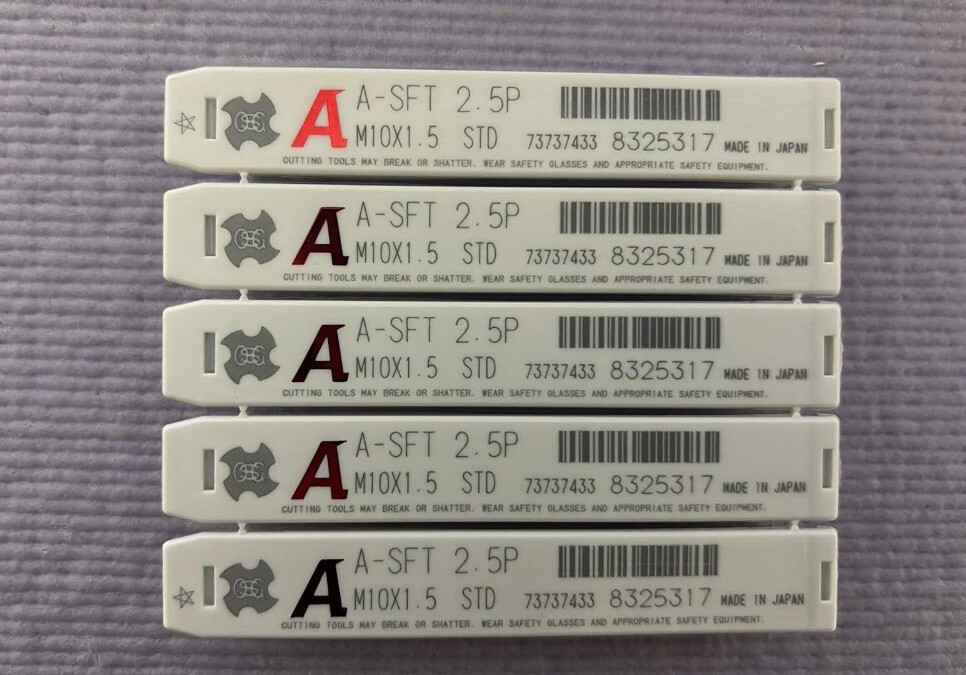 OSG A A-SFT 2.5P
M10X1.5 STD 73737433 8325317 MADE IN JAPAN
CUTTING TOOLS MAY BREAK OR SHATTER. WEAR SAFETY GLASSES AND APPROPRIATE SAFETY EQUIPMENT.
OSG A A-SFT 2.5P
M10X1.5 STD 73737433 8325317 MADE IN JAPAN
CUTTING TOOLS MAY BREAK OR SHATTER. WEAR SAFETY GLASSES AND APPROPRIATE SAFETY EQUIPMENT.
OSG A A-SFT 2.5P
M10X1.5 STD 73737433 8325317 MADE IN JAPAN
CUTTING TOOLS MAY BREAK OR SHATTER. WEAR SAFETY GLASSES AND APPROPRIATE SAFETY EQUIPMENT.
OSG A A-SFT 2.5P
M10X1.5 STD 73737433 8325317 MADE IN JAPAN
CUTTING TOOLS MAY BREAK OR SHATTER. WEAR SAFETY GLASSES AND APPROPRIATE SAFETY EQUIPMENT.
OSG A A-SFT 2.5P
M10X1.5 STD 73737433 8325317 MADE IN JAPAN
CUTTING TOOLS MAY BREAK OR SHATTER. WEAR SAFETY GLASSES AND APPROPRIATE SAFETY EQUIPMENT.